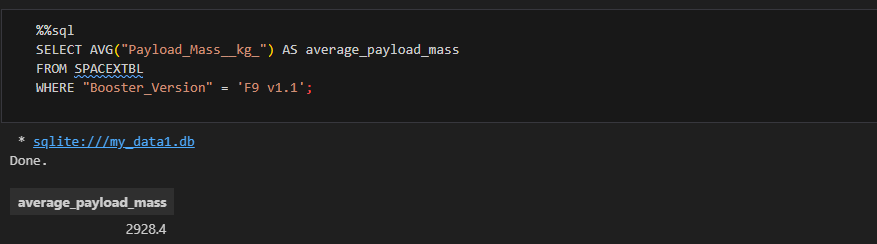 %%sql
SELECT AVG("Payload_Mass__kg_") AS average_payload_mass
FROM SPACEXTBL
WHERE "Booster_Version" = 'F9 v1.1';
* sqlite:///my_data1.db
Done.
average_payload_mass
2928.4